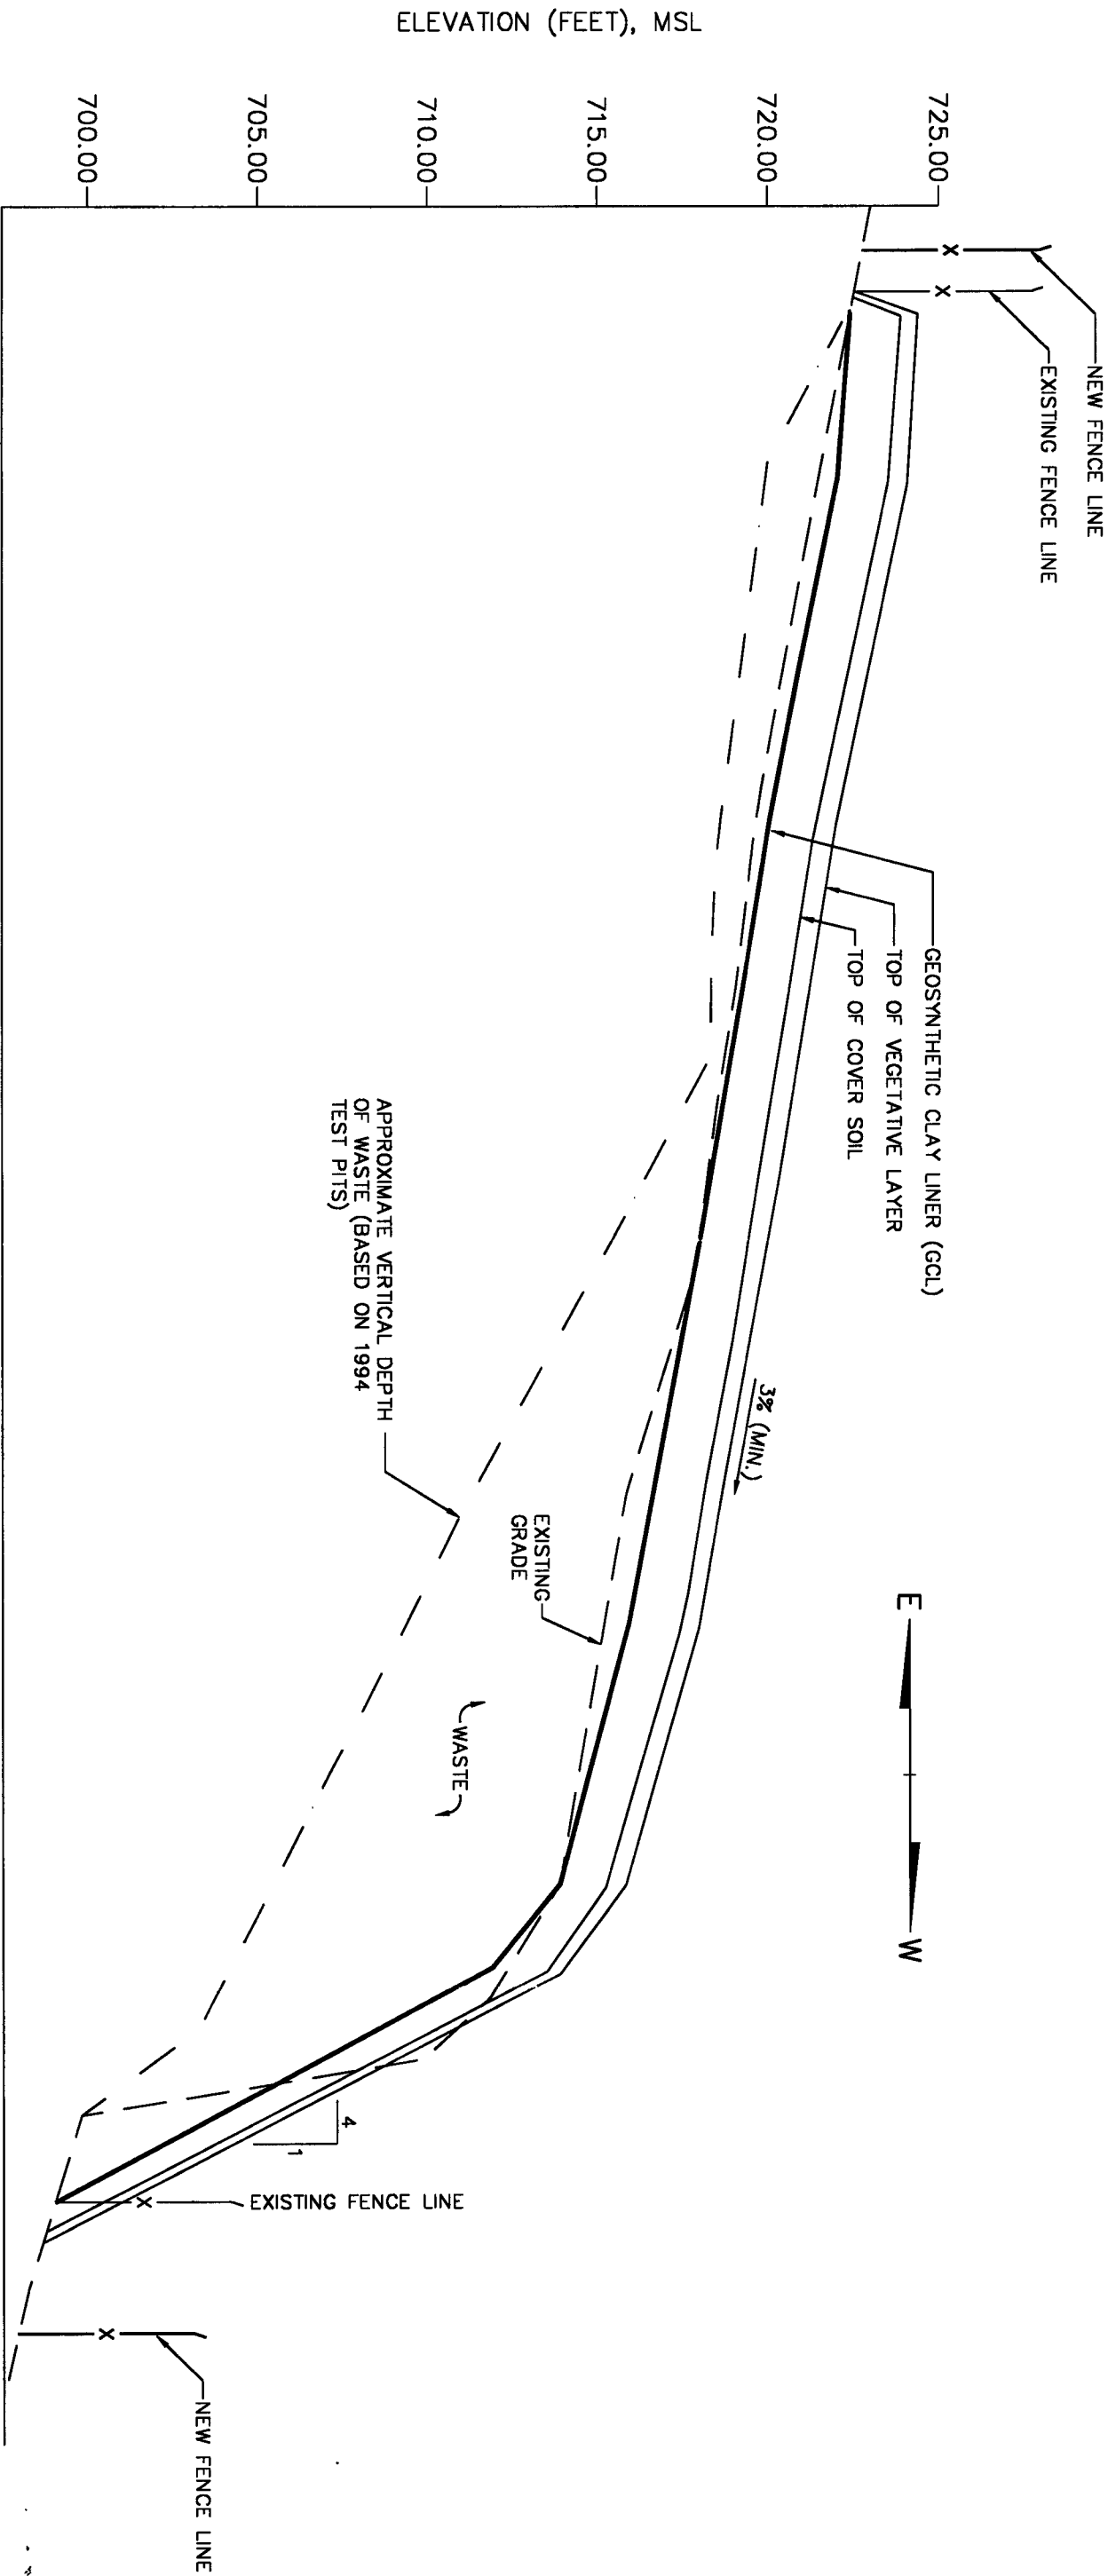 ELEVATION (FEET), MSL
725.00
720.00
715.00
710.00
705.00
700.00
NEW FENCE LINE
EXISTING FENCE LINE
GEOSYNTHETIC CLAY LINER (GCL)
TOP OF VEGETATIVE LAYER
TOP OF COVER SOIL
3% (MIN.)
E
W
APPROXIMATE VERTICAL DEPTH
OF WASTE (BASED ON 1994
TEST PITS)
EXISTING
GRADE
WASTE
4
1
EXISTING FENCE LINE
NEW FENCE LINE
X
X
X
X